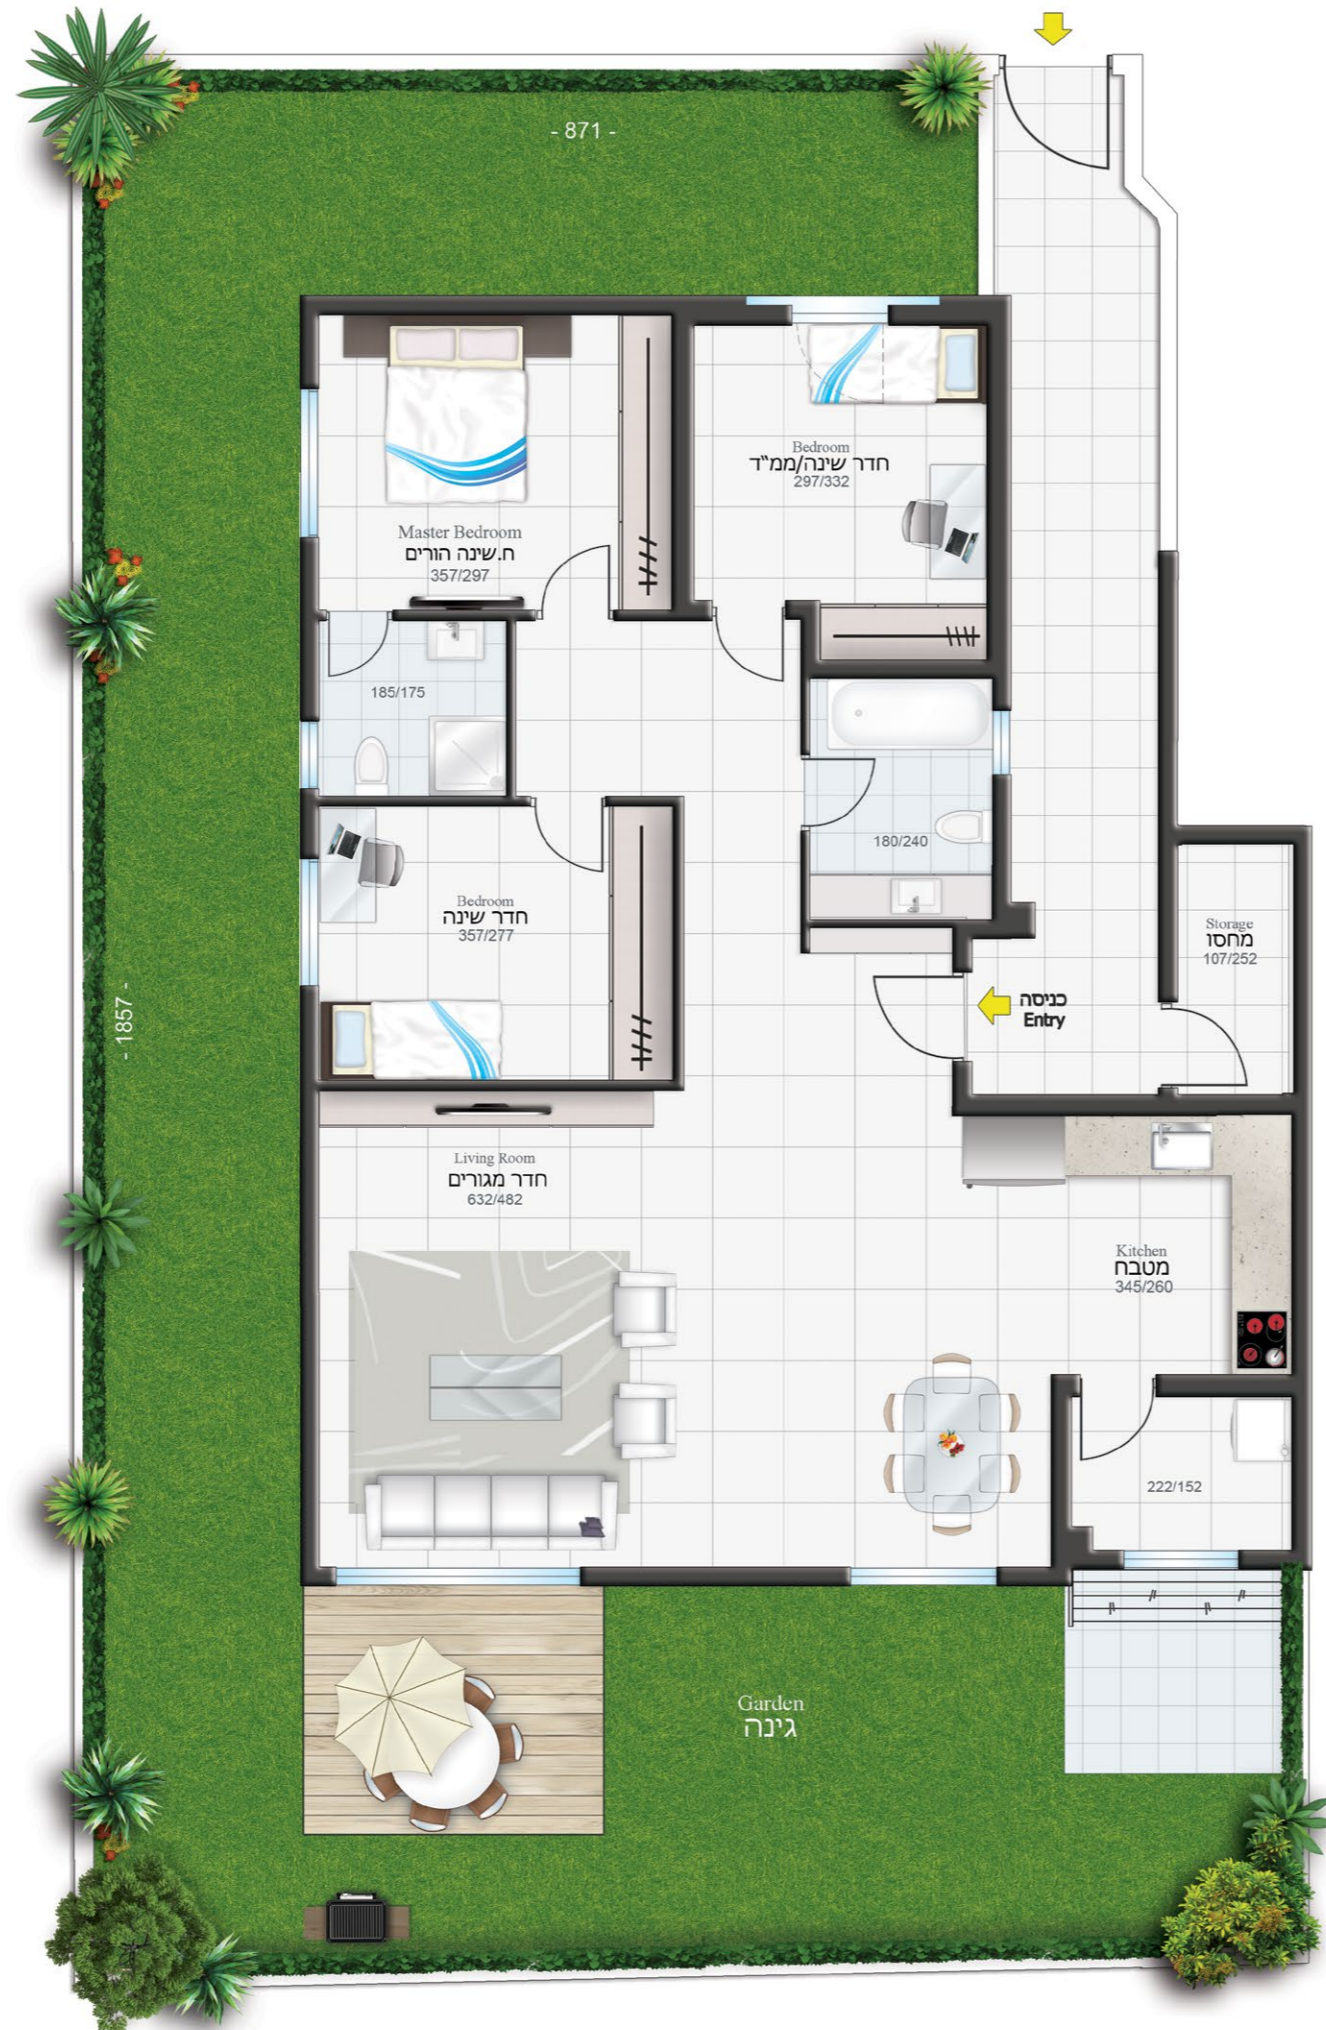 - 871 -
Bedroom
חדר שינה/ממ"ד
297/332
Master Bedroom
ח.שינה הורים
357/297
185/175
180/240
Bedroom
חדר שינה
357/277
Storage
מחסו
107/252
כניסה
Entry
- 1857 -
Living Room
חדר מגורים
632/482
Kitchen
מטבח
345/260
222/152
Garden
גינה